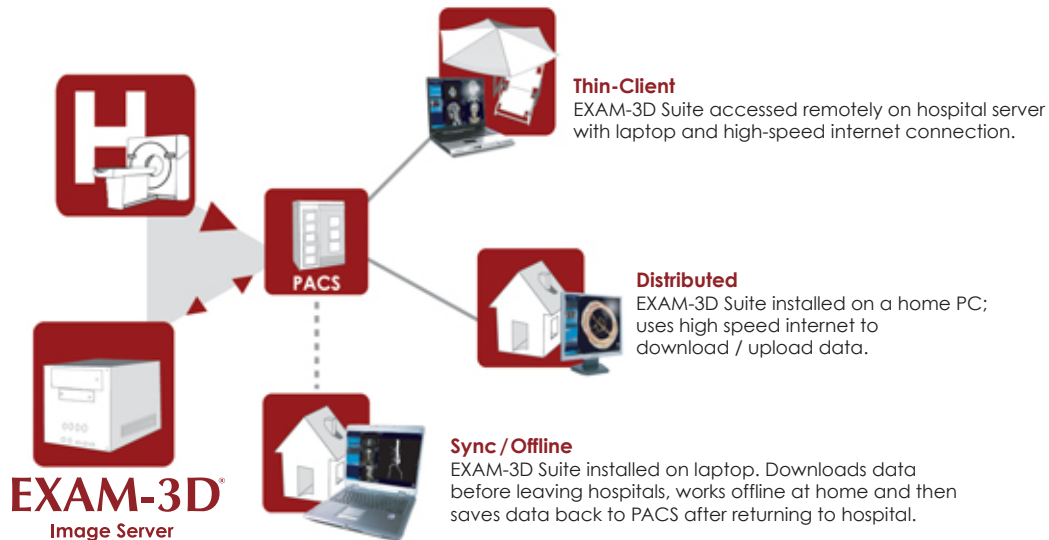 H
Thin-Client
EXAM-3D Suite accessed remotely on hospital server
with laptop and high-speed internet connection.
PACS
Distributed
EXAM-3D Suite installed on a home PC;
uses high speed internet to
download / upload data.
Sync / Offline
EXAM-3D Suite installed on laptop. Downloads data
before leaving hospitals, works offline at home and then
saves data back to PACS after returning to hospital.
EXAM-3D®
Image Server